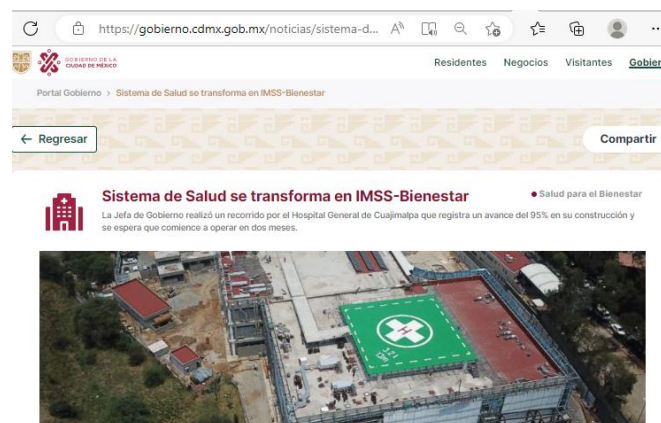 https://gobierno.cdmx.gob.mx/noticias/sistema-d...
GOBIERNO DE LA
CIUDAD DE MÉXICO
Residentes Negocios Visitantes Gobier
Portal Gobierno > Sistema de Salud se transforma en IMSS-Bienestar
← Regresar
Compartir
Sistema de Salud se transforma en IMSS-Bienestar
Salud para el Bienestar
La Jefa de Gobierno realizó un recorrido por el Hospital General de Cuajimalpa que registra un avance del 95% en su construcción y
se espera que comience a operar en dos meses.
H